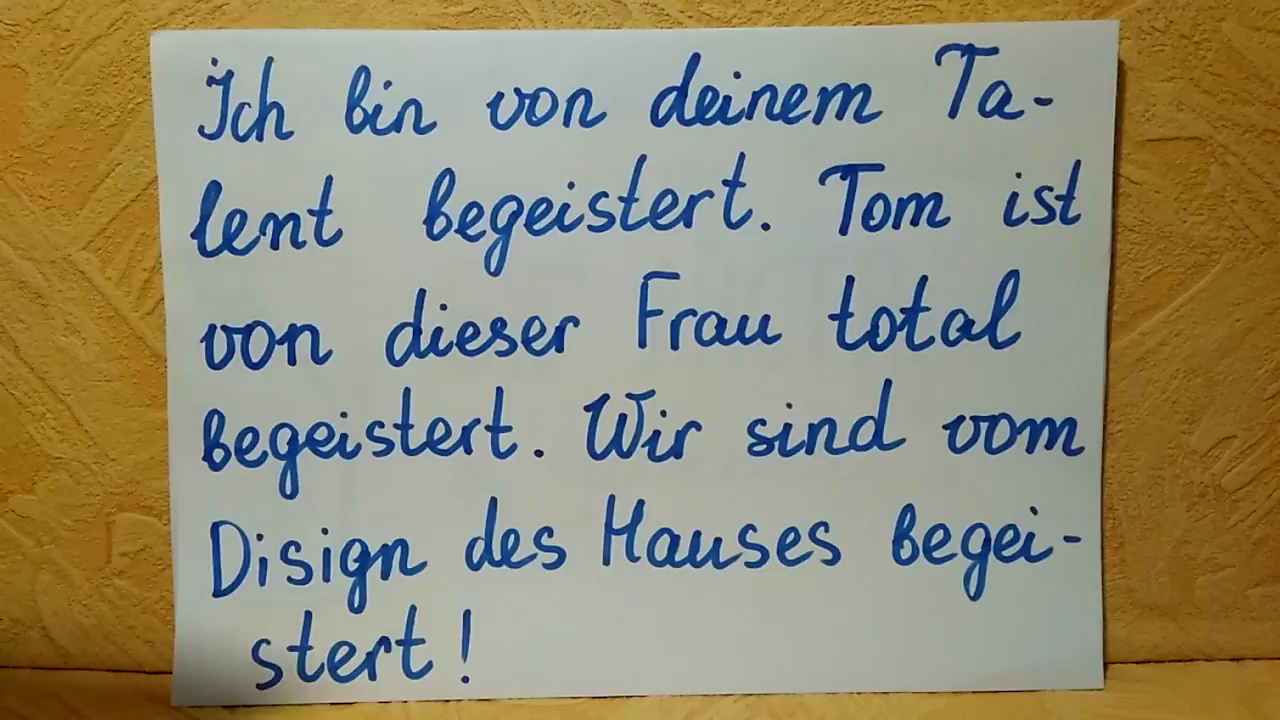 Ich bin von deinem Ta-
lent begeistert. Tom ist
von dieser Frau total
begeistert. Wir sind vom
Disign des Hauses begei-
stert!